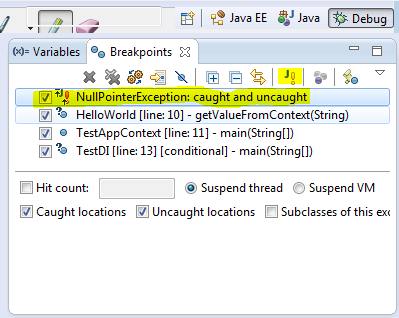 Java EE Java Debug
(x)= Variables Breakpoints
J!
NullPointerException: caught and uncaught
HelloWorld [line: 10] - getValueFromContext(String)
TestAppContext [line: 11] - main(String[])
TestDI [line: 13] [conditional] - main(String[])
Hit count: Suspend thread Suspend VM
Caught locations Uncaught locations Subclasses of this exc